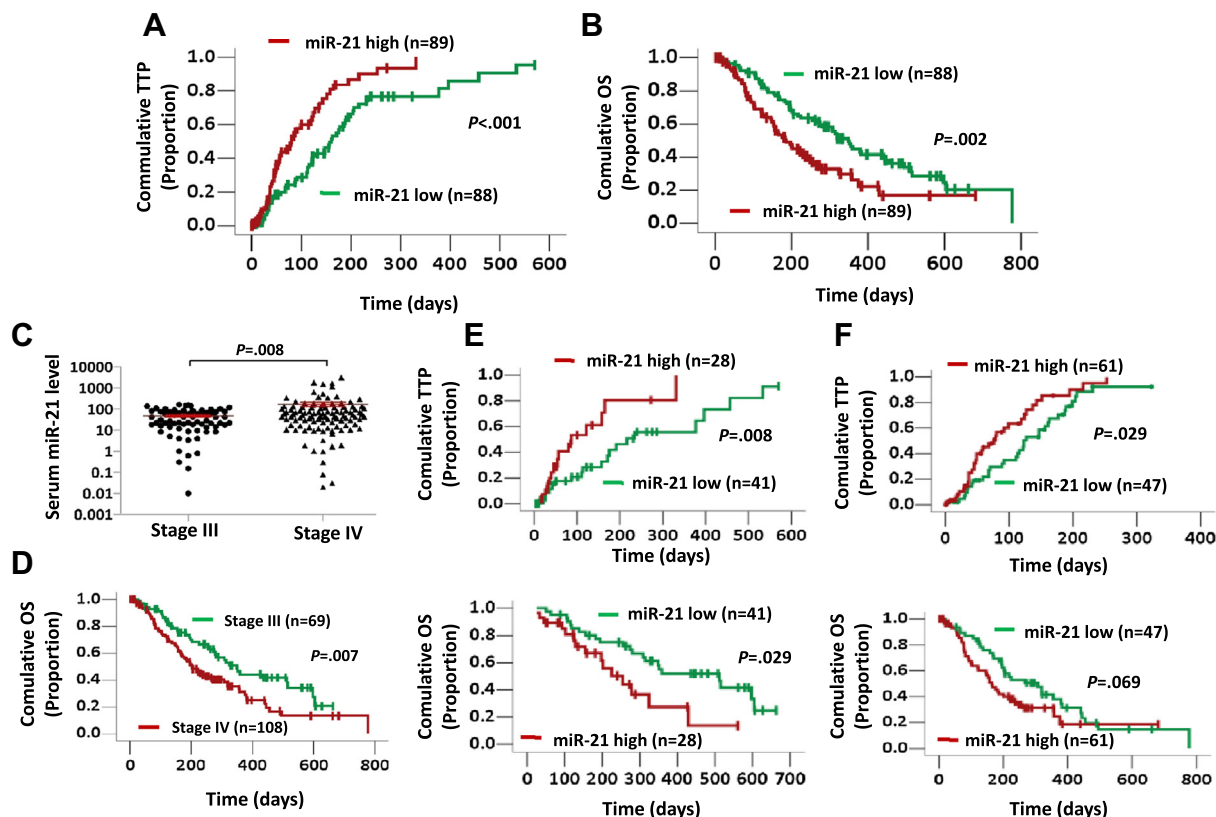 A
miR-21 high (n=89)
Commulative TTP
(Proportion)
1.0
0.8
0.6
0.4
0.2
0.0
P<.001
miR-21 low (n=88)
0 100 200 300 400 500 600
Time (days)
B
Comulative OS
(Proportion)
1.0
0.8
0.6
0.4
0.2
0.0
miR-21 low (n=88)
P=.002
miR-21 high (n=89)
0 200 400 600 800
Time (days)
C
P=.008
Serum miR-21 level
10000
1000
100
10
1
0.1
0.01
0.001
Stage III Stage IV
E
miR-21 high (n=28)
Comulative TTP
(Proportion)
1.0
0.8
0.6
0.4
0.2
0.0
P=.008
miR-21 low (n=41)
0 100 200 300 400 500 600
Time (days)
F
miR-21 high (n=61)
Comulative TTP
(Proportion)
1.0
0.8
0.6
0.4
0.2
0.0
P=.029
miR-21 low (n=47)
0 100 200 300 400
Time (days)
D
Comulative OS
(Proportion)
1.0
0.8
0.6
0.4
0.2
0.0
Stage III (n=69)
P=.007
Stage IV (n=108)
0 200 400 600 800
Time (days)
Comulative OS
(Proportion)
1.0
0.8
0.6
0.4
0.2
0.0
miR-21 low (n=41)
P=.029
miR-21 high (n=28)
0 100 200 300 400 500 600 700
Time (days)
Comulative OS
(Proportion)
1.0
0.8
0.6
0.4
0.2
0.0
miR-21 low (n=47)
P=.069
miR-21 high (n=61)
0 200 400 600 800
Time (days)